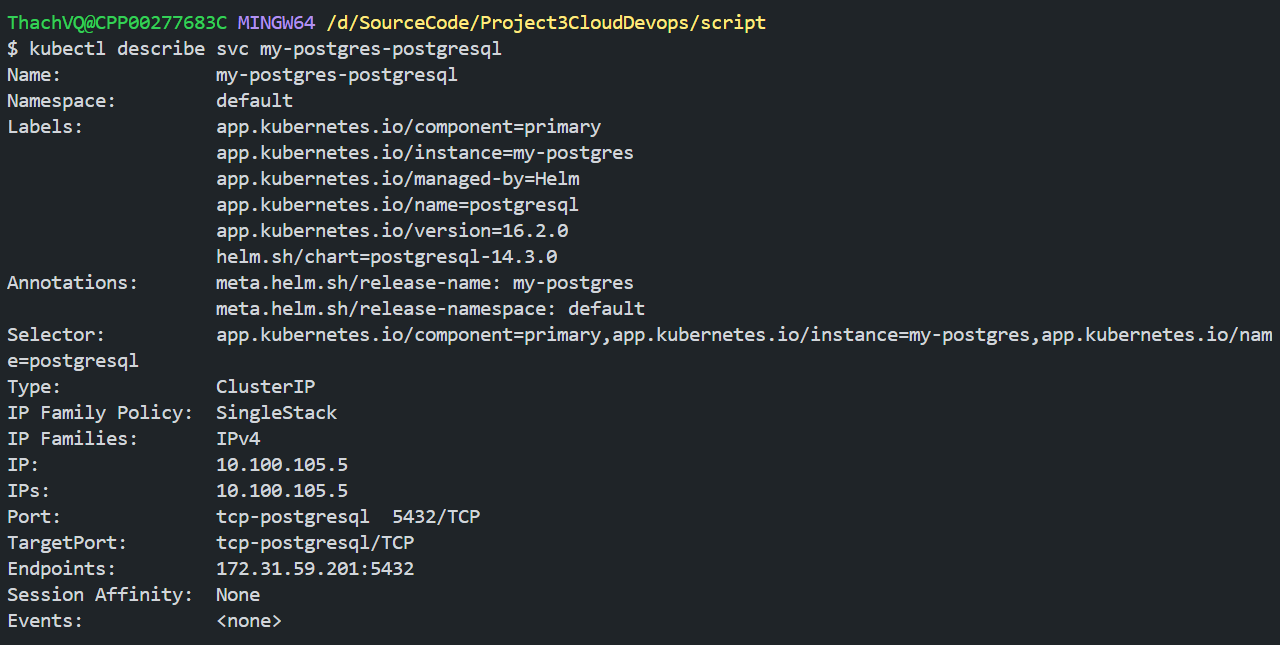 ThachVQ@CPP00277683C MINGW64 /d/SourceCode/Project3CloudDevops/script
$ kubectl describe svc my-postgres-postgresql
Name:              my-postgres-postgresql
Namespace:         default
Labels:            app.kubernetes.io/component=primary
                   app.kubernetes.io/instance=my-postgres
                   app.kubernetes.io/managed-by=Helm
                   app.kubernetes.io/name=postgresql
                   app.kubernetes.io/version=16.2.0
                   helm.sh/chart=postgresql-14.3.0
Annotations:       meta.helm.sh/release-name: my-postgres
                   meta.helm.sh/release-namespace: default
Selector:          app.kubernetes.io/component=primary,app.kubernetes.io/instance=my-postgres,app.kubernetes.io/nam
e=postgresql
Type:              ClusterIP
IP Family Policy:  SingleStack
IP Families:       IPv4
IP:                10.100.105.5
IPs:               10.100.105.5
Port:              tcp-postgresql  5432/TCP
TargetPort:        tcp-postgresql/TCP
Endpoints:         172.31.59.201:5432
Session Affinity:  None
Events:            <none>